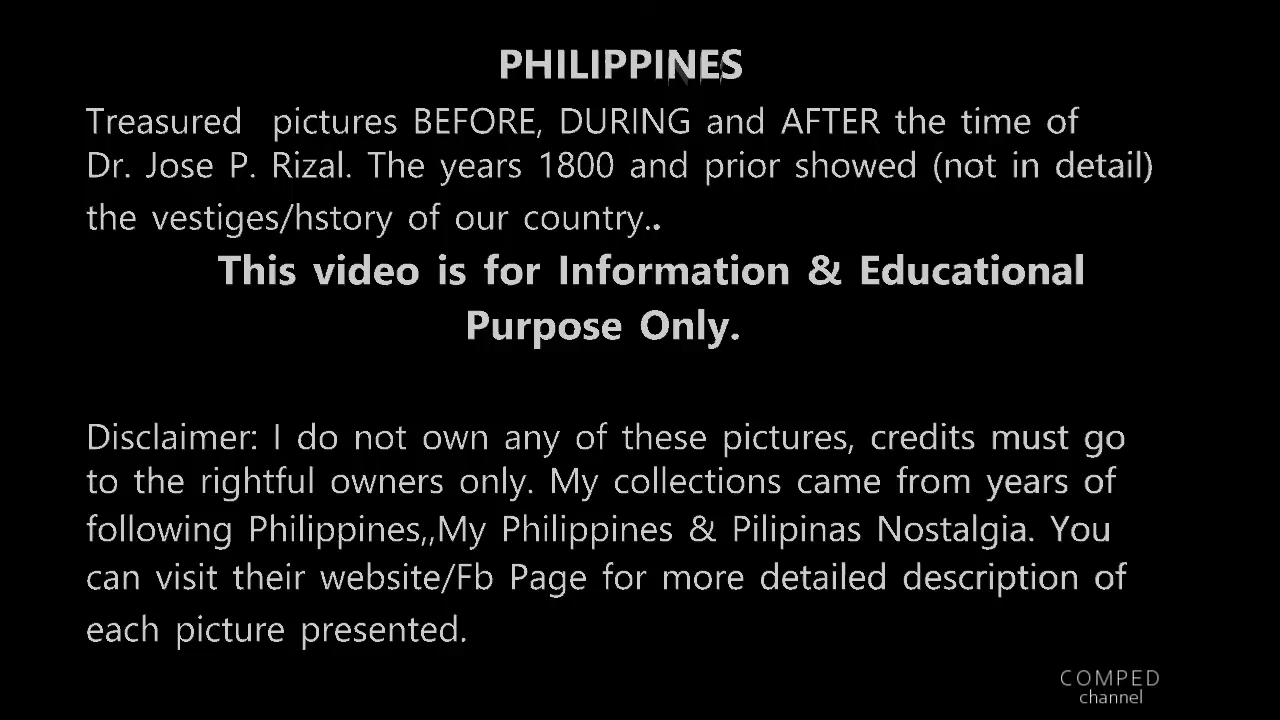 PHILIPPINES
Treasured pictures BEFORE, DURING and AFTER the time of
Dr. Jose P. Rizal. The years 1800 and prior showed (not in detail)
the vestiges/hstory of our country..
This video is for Information & Educational
Purpose Only.
Disclaimer: I do not own any of these pictures, credits must go
to the rightful owners only. My collections came from years of
following Philippines,,My Philippines & Pilipinas Nostalgia. You
can visit their website/Fb Page for more detailed description of
each picture presented.
COMPED
channel